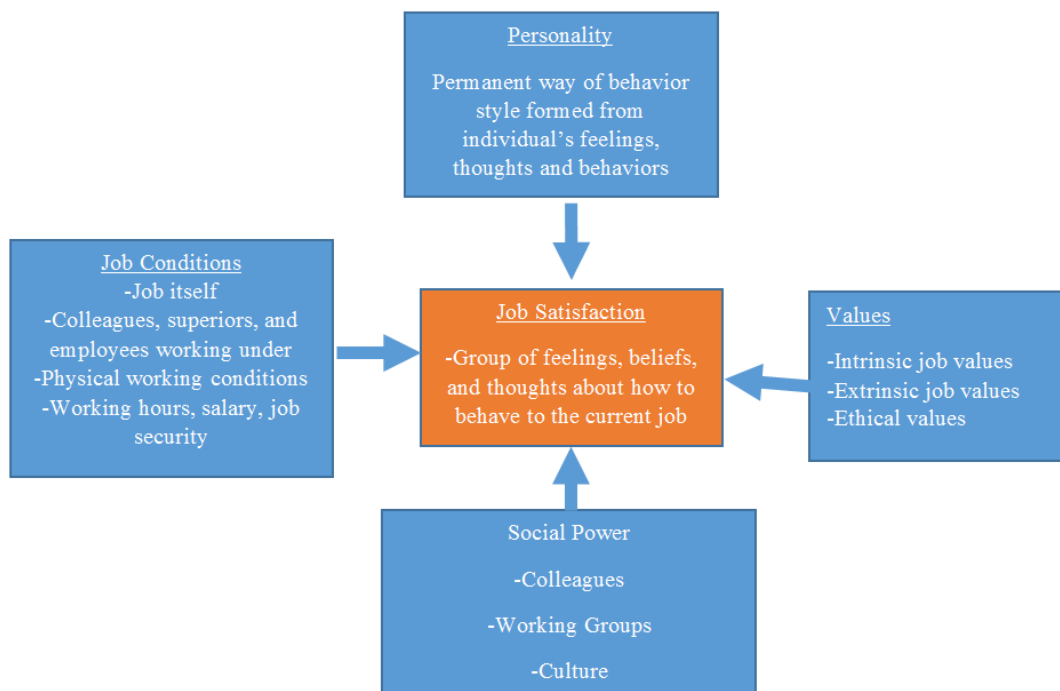 Personality
Permanent way of behavior
style formed from
individual’s feelings,
thoughts and behaviors
Job Conditions
-Job itself
-Colleagues, superiors, and
employees working under
-Physical working conditions
-Working hours, salary, job
security
Job Satisfaction
-Group of feelings, beliefs,
and thoughts about how to
behave to the current job
Values
-Intrinsic job values
-Extrinsic job values
-Ethical values
Social Power
-Colleagues
-Working Groups
-Culture